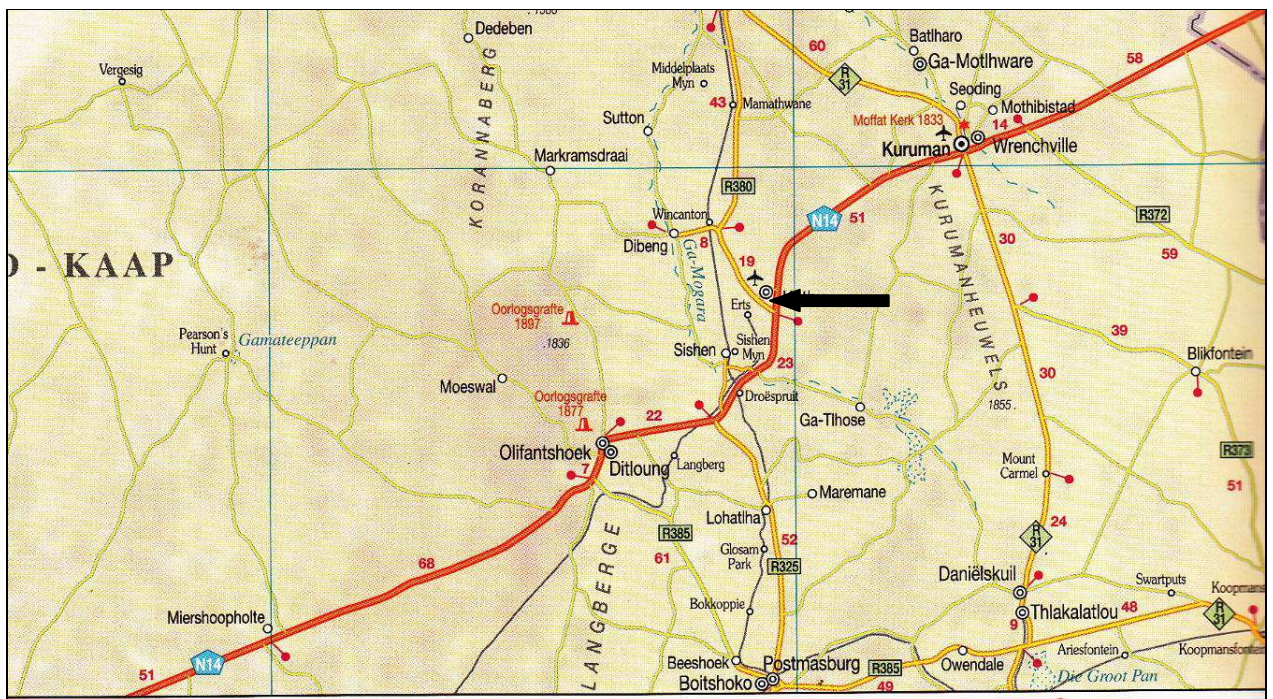 .1580
Dedeben
60
Batlharo
Ga-Motlhware
58
Vergesig
Middelplaats
Myn
R
31
Seoding
KORANNABERG
43
Mamathwane
Mothibistad
Sutton
Moffat Kerk 1833
14
Kuruman
Wrenchville
Markramsdraai
R380
KURUMANHEUWELS
Wincanton
N14
51
R372
Dibeng
8
30
59
O - KAAP
Ga-Mogara
19
Oorlogsgrafte
1897
Erts
Pearson's
Hunt
Gamateeppan
.1836
Sishen
Sishen
Myn
39
Blikfontein
23
30
Moeswal
Droëspruit
Oorlogsgrafte
1877
22
Ga-Tlhose
1855 .
Olifantshoek
Ditloung
Langberg
7
Mount
Carmel
R373
51
Maremane
Lohatlha
LANGBERGE
R385
61
52
Glosam
Park
24
R
31
68
R325
Daniëlskuil
Swartputs
Koopmans
Miershoopholte
Bokkoppie
Thlakalatlou
48
R
31
9
N14
51
Beeshoek
Postmasburg
Boitshoko
R385
49
Owendale
Ariesfontein
Koopmansfontein
Die Groot Pan